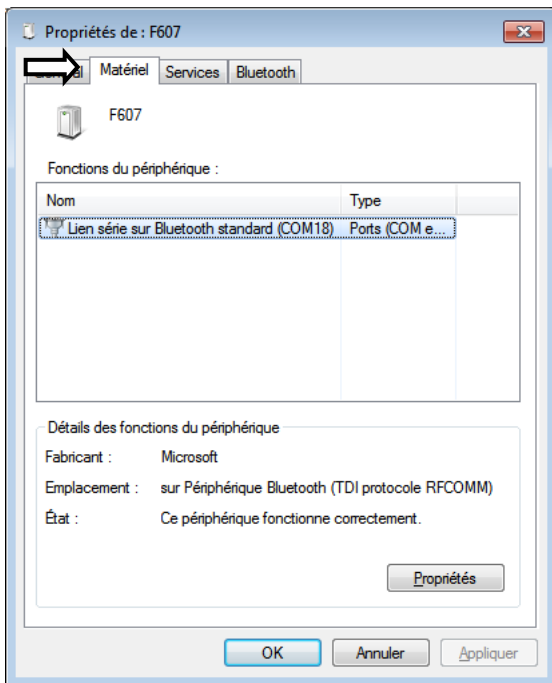 Propriétés de : F607
Matériel Services Bluetooth
F607
Fonctions du périphérique :
Nom Type
Lien série sur Bluetooth standard (COM18) Ports (COM e...
Détails des fonctions du périphérique
Fabricant : Microsoft
Emplacement : sur Périphérique Bluetooth (TDI protocole RFCOMM)
État : Ce périphérique fonctionne correctement.
Propriétés
OK Annuler Appliquer